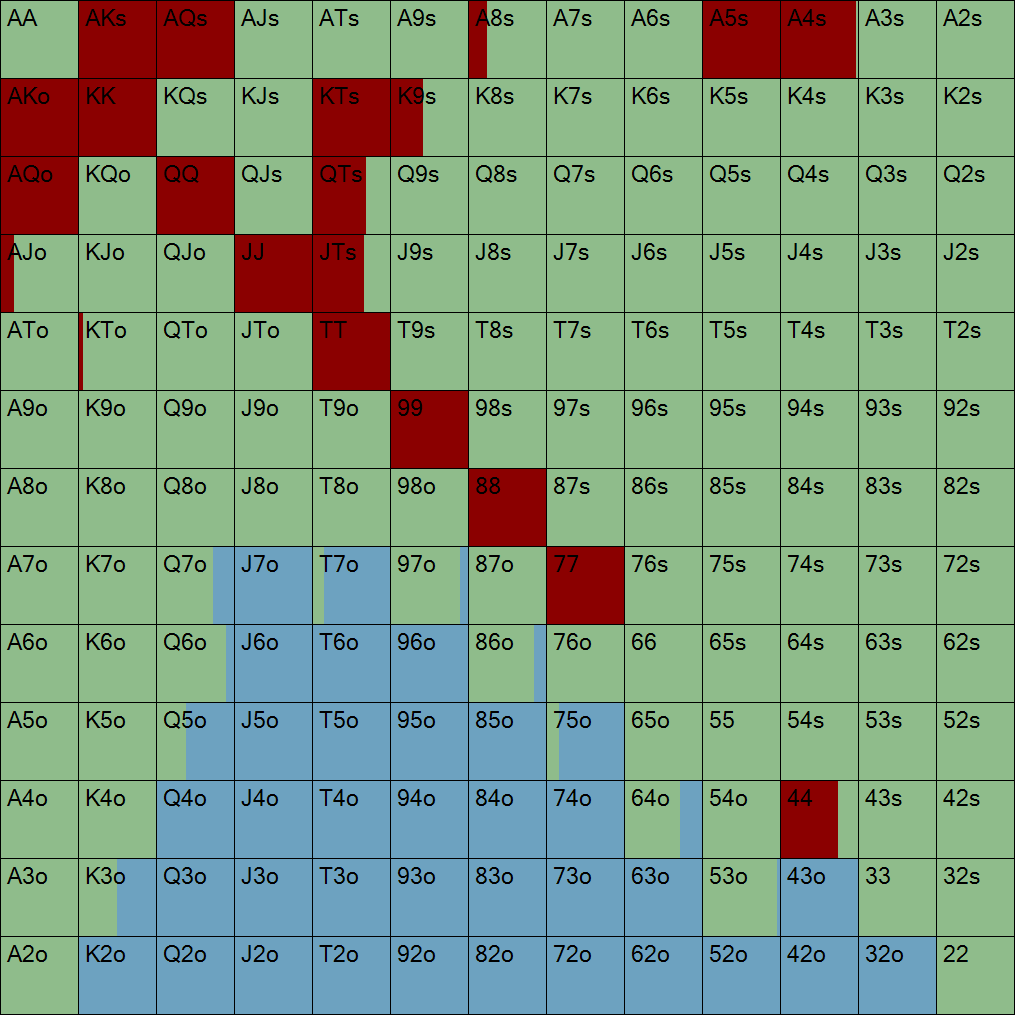 AA AKs AQs AJs ATs A9s A8s A7s A6s A5s A4s A3s A2s
AKo KK KQs KJs KTs K9s K8s K7s K6s K5s K4s K3s K2s
AQo KQo QQ QJs QTs Q9s Q8s Q7s Q6s Q5s Q4s Q3s Q2s
AJo KJo QJo JJ JTs J9s J8s J7s J6s J5s J4s J3s J2s
ATo KTo QTo JTo TT T9s T8s T7s T6s T5s T4s T3s T2s
A9o K9o Q9o J9o T9o 99 98s 97s 96s 95s 94s 93s 92s
A8o K8o Q8o J8o T8o 98o 88 87s 86s 85s 84s 83s 82s
A7o K7o Q7o J7o T7o 97o 87o 77 76s 75s 74s 73s 72s
A6o K6o Q6o J6o T6o 96o 86o 76o 66 65s 64s 63s 62s
A5o K5o Q5o J5o T5o 95o 85o 75o 65o 55 54s 53s 52s
A4o K4o Q4o J4o T4o 94o 84o 74o 64o 54o 44 43s 42s
A3o K3o Q3o J3o T3o 93o 83o 73o 63o 53o 43o 33 32s
A2o K2o Q2o J2o T2o 92o 82o 72o 62o 52o 42o 32o 22